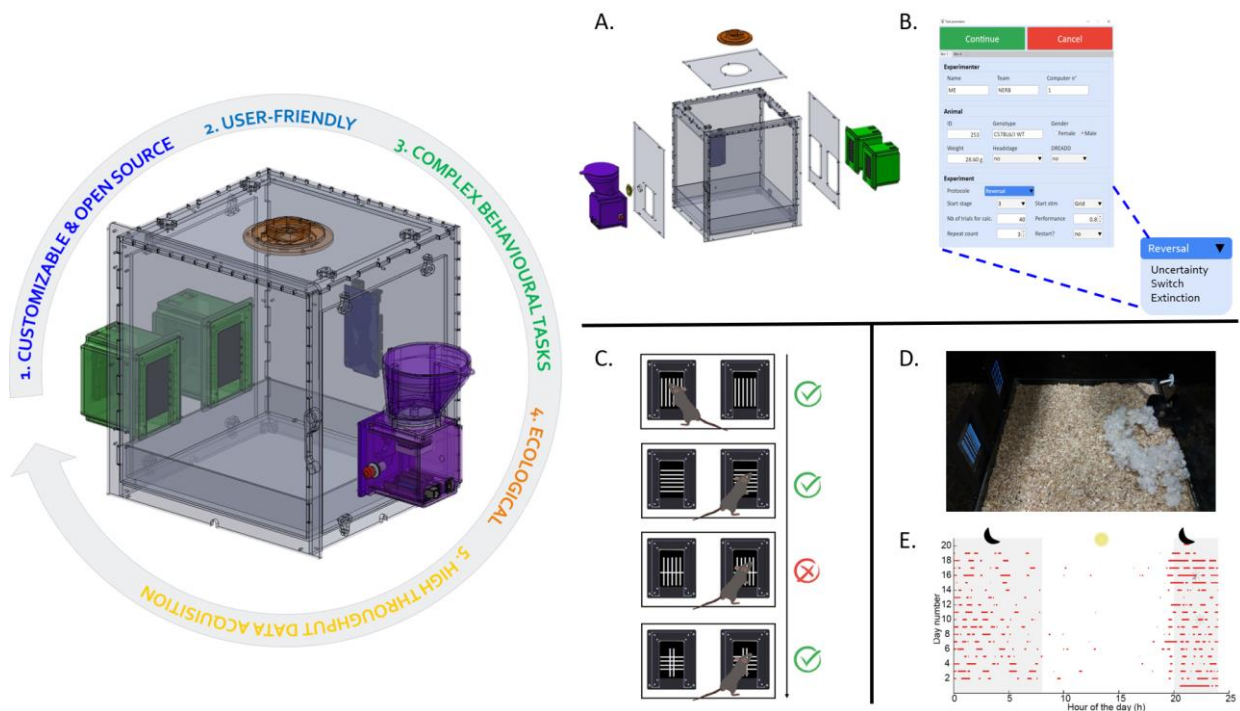 1. CUSTOMIZABLE & OPEN SOURCE
2. USER-FRIENDLY
3. COMPLEX BEHAVIOURAL TASKS
4. ECOLOGICAL
5. HIGH THROUGHPUT DATA ACQUISITION
A.
B.
Continue
Cancel
Experimenter
Name
Team
Computer n°
ME
NERB
1
Animal
ID
Genotype
Gender
253
C57BL6/J WT
Female
Male
Weight
Headstage
DREADD
28.60 g
no
no
Experiment
Protocole
Reversal
Start stage
3
Start stim
Grid
Nb of trials for calc.
40
Performance
0.8
Repeat count
3
Restart?
no
Reversal
Uncertainty
Switch
Extinction
C.
D.
E.
Day number
20
18
16
14
12
10
8
6
4
2
0
5
10
15
20
25
Hour of the day (h)